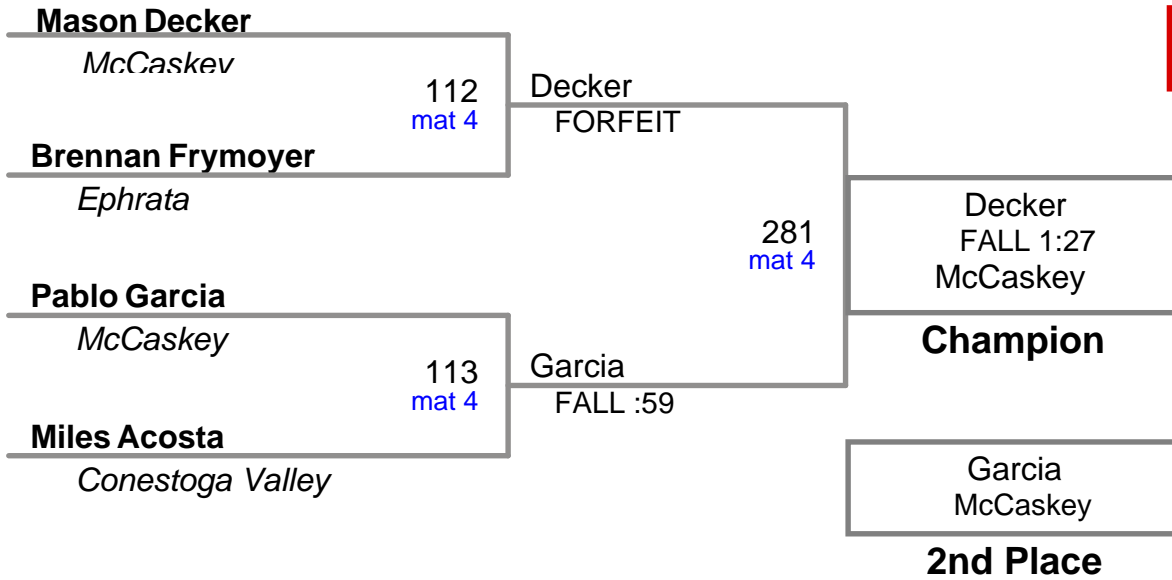 Mason Decker
McCaskey
112
mat 4
Decker
FORFEIT
Brennan Frymoyer
Ephrata
281
mat 4
Decker
FALL 1:27
McCaskey
Champion
Pablo Garcia
McCaskey
113
mat 4
Garcia
FALL :59
Miles Acosta
Conestoga Valley
Garcia
McCaskey
2nd Place